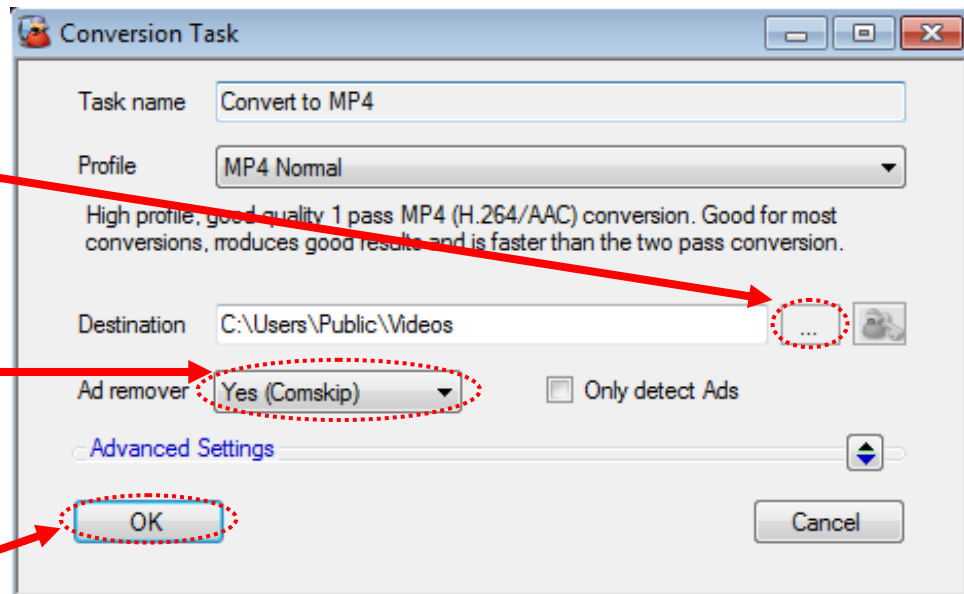 Conversion Task
Task name Convert to MP4
Profile MP4 Normal
High profile, good quality 1 pass MP4 (H.264/AAC) conversion. Good for most
conversions, produces good results and is faster than the two pass conversion.
Destination C:\Users\Public\Videos ...
Ad remover Yes (Comskip) Only detect Ads
Advanced Settings
OK Cancel